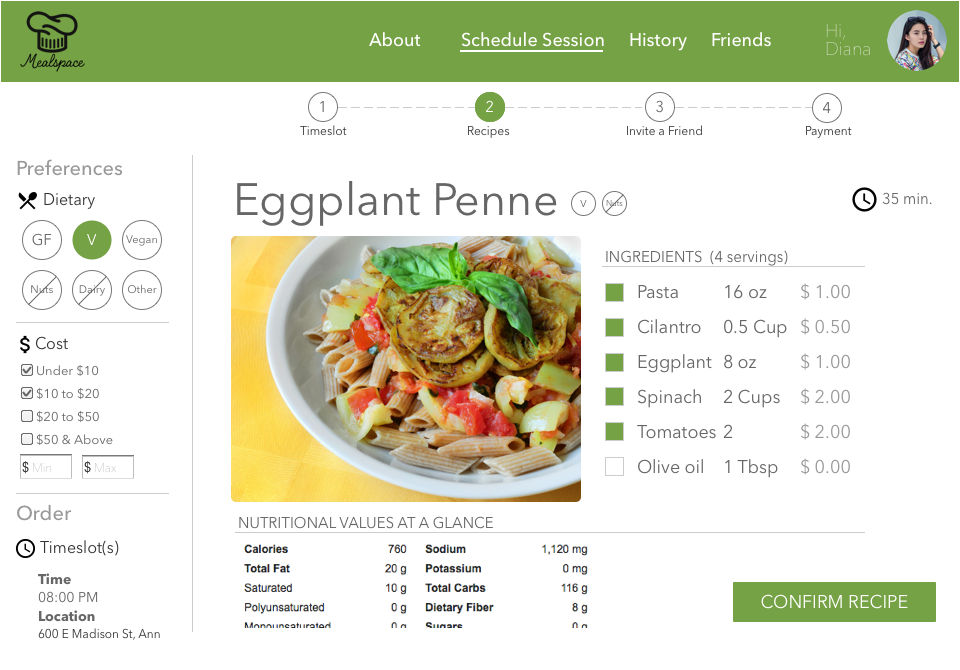 Mealspace
About Schedule Session History Friends
Hi,
Diana
1 2 3 4
Timeslot Recipes Invite a Friend Payment
Preferences
Dietary
GF V Vegan
Nuts Dairy Other
$ Cost
Under $10
$10 to $20
$20 to $50
$50 & Above
$ Min $ Max
Order
Timeslot(s)
Time
08:00 PM
Location
600 E Madison St, Ann
Eggplant Penne V Nuts
35 min.
INGREDIENTS (4 servings)
Pasta 16 oz $ 1.00
Cilantro 0.5 Cup $ 0.50
Eggplant 8 oz $ 1.00
Spinach 2 Cups $ 2.00
Tomatoes 2 $ 2.00
Olive oil 1 Tbsp $ 0.00
NUTRITIONAL VALUES AT A GLANCE
Calories 760 Sodium 1,120 mg
Total Fat 20 g Potassium 0 mg
Saturated 10 g Total Carbs 116 g
Polyunsaturated 0 g Dietary Fiber 8 g
Monounsaturated 0 g Sugars 0 g
CONFIRM RECIPE